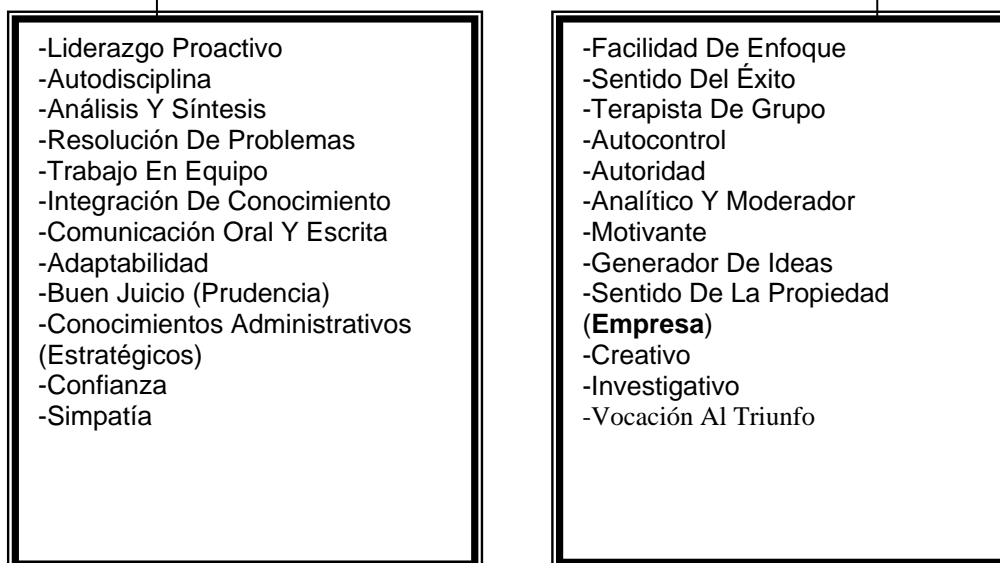 -Liderazgo Proactivo
-Autodisciplina
-Análisis Y Síntesis
-Resolución De Problemas
-Trabajo En Equipo
-Integración De Conocimiento
-Comunicación Oral Y Escrita
-Adaptabilidad
-Buen Juicio (Prudencia)
-Conocimientos Administrativos
(Estratégicos)
-Confianza
-Simpatía
-Facilidad De Enfoque
-Sentido Del Éxito
-Terapista De Grupo
-Autocontrol
-Autoridad
-Analítico Y Moderador
-Motivante
-Generador De Ideas
-Sentido De La Propiedad
(Empresa)
-Creativo
-Investigativo
-Vocación Al Triunfo